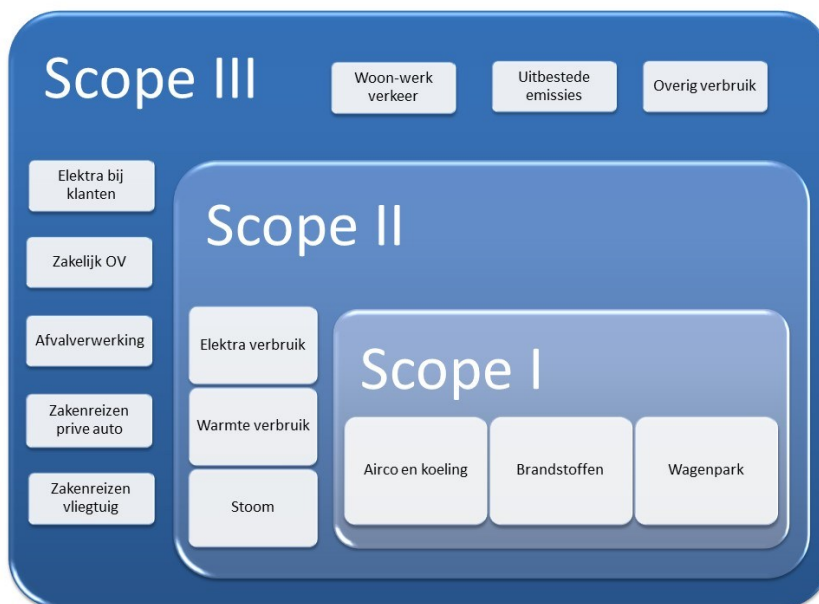 Scope III
Woon-werk
verkeer
Uitbestede
emissies
Overig verbruik
Elektra bij
klanten
Zakelijk OV
Afvalverwerking
Zakenreizen
prive auto
Zakenreizen
vliegtuig
Scope II
Elektra verbruik
Warmte verbruik
Stoom
Scope I
Airco en koeling
Brandstoffen
Wagenpark